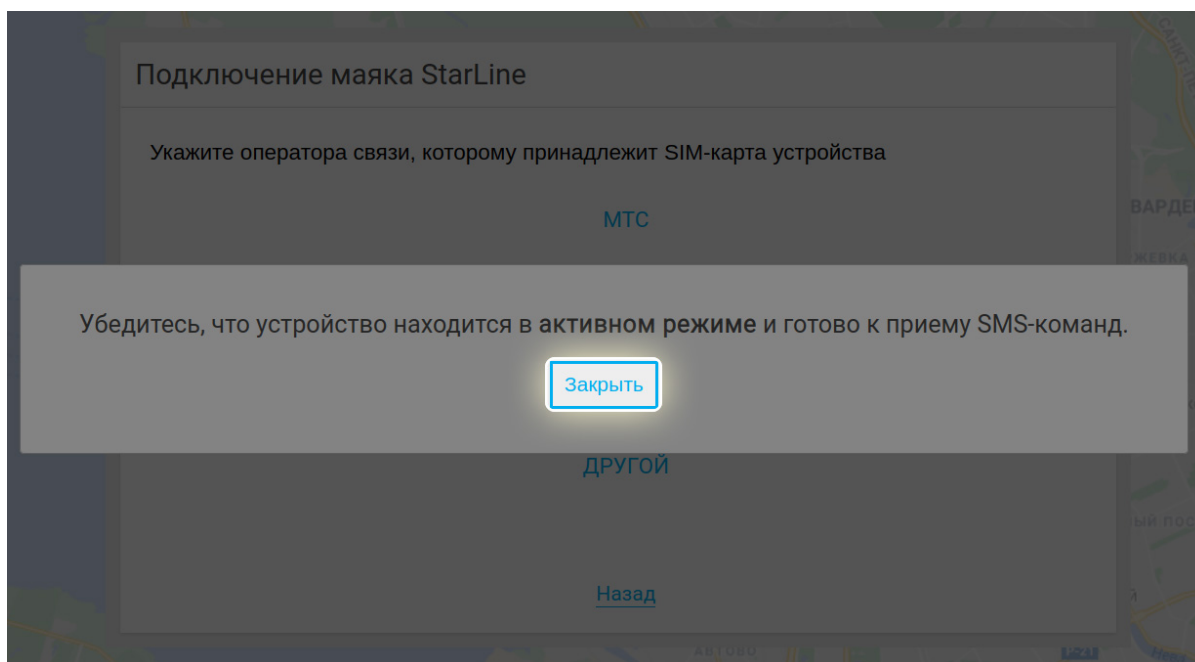 Подключение маяка StarLine
Укажите оператора связи, которому принадлежит SIM-карта устройства
МТС
Убедитесь, что устройство находится в активном режиме и готово к приему SMS-команд.
Закрыть
ДРУГОЙ
Назад
АВТОВО